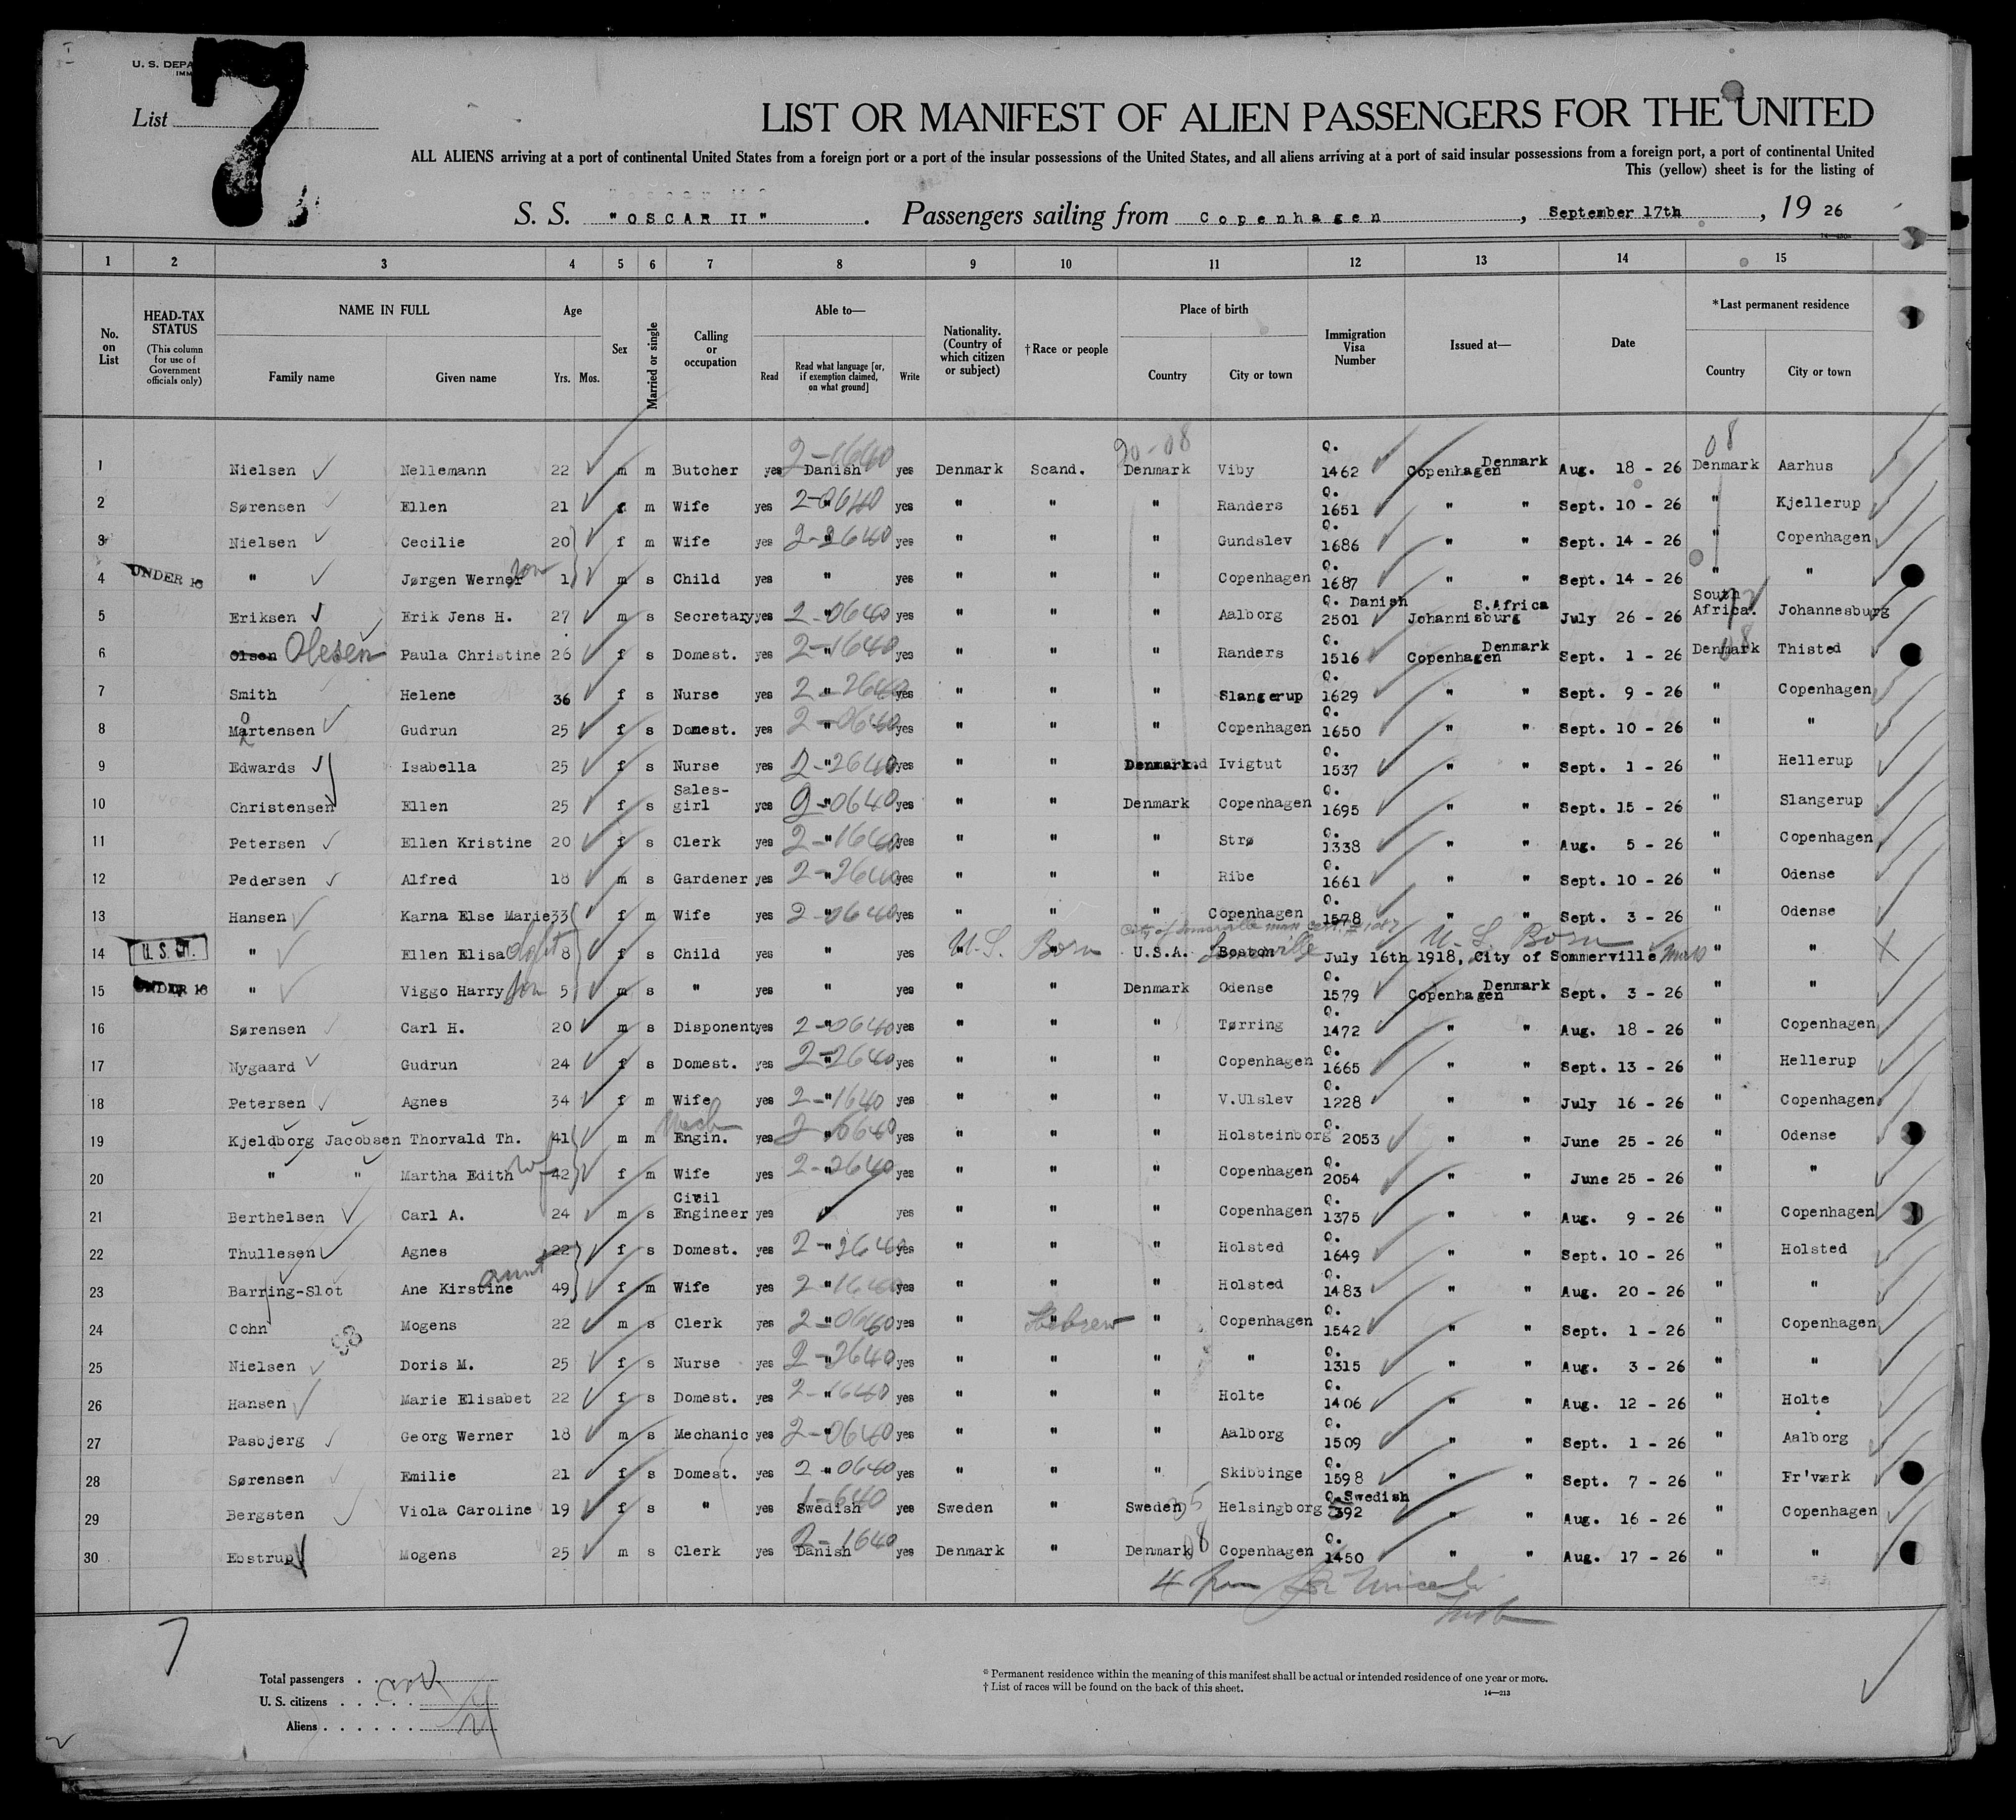 U. S. DEPA
List
7
LIST OR MANIFEST OF ALIEN PASSENGERS FOR THE UNITED
ALL ALIENS arriving at a port of continental United States from a foreign port or a port of the insular possessions of the United States, and all aliens arriving at a port of said insular possessions from a foreign port, a port of continental United
This (yellow) sheet is for the listing of
S. S. "OSCAR II". Passengers sailing from Copenhagen, September 17th, 19 26
1 2 3 4 5 6 7 8 9 10 11 12 13 14 15
No. on List
HEAD-TAX STATUS (This column for use of Government officials only)
NAME IN FULL
Family name Given name
Age
Yrs. Mos.
Sex
Married or single
Calling or occupation
Able to—
Read Read what language [or, if exemption claimed, on what ground] Write
Nationality. (Country of which citizen or subject)
†Race or people
Place of birth
Country City or town
Immigration Visa Number
Issued at—
Date
*Last permanent residence
Country City or town
1 Nielsen Nellemann 22 m m Butcher yes Danish yes Denmark Scand. Denmark Viby Q. 1462 Copenhagen Denmark Aug. 18 - 26 Denmark Aarhus
2 Sørensen Ellen 21 f m Wife yes " yes " " " Randers Q. 1651 " " Sept. 10 - 26 " Kjellerup
3 Nielsen Cecilie 20 f m Wife yes " yes " " " Gundslev Q. 1686 " " Sept. 14 - 26 " Copenhagen
4 UNDER 16 " Jørgen Werner son 1 m s Child yes " yes " " " Copenhagen Q. 1687 " " Sept. 14 - 26 " "
5 Eriksen Erik Jens H. 27 m s Secretary yes " yes " " " Aalborg Q. Danish 2501 Johannisburg S.Africa July 26 - 26 South Africa. Johannesburg
6 Olsen Olesen Paula Christine 26 f s Domest. yes " yes " " " Randers Q. 1516 Copenhagen Denmark Sept. 1 - 26 Denmark Thisted
7 Smith Helene 36 f s Nurse yes " yes " " " Slangerup Q. 1629 " " Sept. 9 - 26 " Copenhagen
8 Martensen Gudrun 25 f s Domest. yes " yes " " " Copenhagen Q. 1650 " " Sept. 10 - 26 " "
9 Edwards Isabella 25 f s Nurse yes " yes " " Denmark. Ivigtut Q. 1537 " " Sept. 1 - 26 " Hellerup
10 Christensen Ellen 25 f s Sales-girl yes " yes " " Denmark Copenhagen Q. 1695 " " Sept. 15 - 26 " Slangerup
11 Petersen Ellen Kristine 20 f s Clerk yes " yes " " " Strø Q. 1338 " " Aug. 5 - 26 " Copenhagen
12 Pedersen Alfred 18 m s Gardener yes " yes " " " Ribe Q. 1661 " " Sept. 10 - 26 " Odense
13 Hansen Karna Else Marie 33 f m Wife yes " yes " " " Copenhagen Q. 1578 " " Sept. 3 - 26 " Odense
14 U. S. " Ellen Elisa 8 f s Child yes " yes " U.S. Born " U.S.A. Boston July 16th 1918, City of Sommerville U.S. Born " "
15 UNDER 16 " Viggo Harry son 5 m s " yes " yes " " Denmark Odense Q. 1579 Copenhagen Denmark Sept. 3 - 26 " "
16 Sørensen Carl H. 20 m s Disponent yes " yes " " " Tørring Q. 1472 " " Aug. 18 - 26 " Copenhagen
17 Nygaard Gudrun 24 f s Domest. yes " yes " " " Copenhagen Q. 1665 " " Sept. 13 - 26 " Hellerup
18 Petersen Agnes 34 f m Wife yes " yes " " " V.Ulslev Q. 1228 " " July 16 - 26 " Copenhagen
19 Kjeldborg Jacobsen Thorvald Th. 41 m m Mech Engin. yes " yes " " " Holsteinborg Q. 2053 " " June 25 - 26 " Odense
20 " " Martha Edith 42 f m Wife yes " yes " " " Copenhagen Q. 2054 " " June 25 - 26 " "
21 Berthelsen Carl A. 24 m s Civil Engineer yes " yes " " " Copenhagen Q. 1375 " " Aug. 9 - 26 " Copenhagen
22 Thullesen Agnes 22 f s Domest. yes " yes " " " Holsted Q. 1649 " " Sept. 10 - 26 " Holsted
23 Barring-Slot Ane Kirstine aunt 49 f m Wife yes " yes " " " Holsted Q. 1483 " " Aug. 20 - 26 " "
24 Cohn Mogens 22 m s Clerk yes " yes " Hebrew " Copenhagen Q. 1542 " " Sept. 1 - 26 " Copenhagen
25 Nielsen Doris M. 25 f s Nurse yes " yes " " " " Q. 1315 " " Aug. 3 - 26 " "
26 Hansen Marie Elisabet 22 f s Domest. yes " yes " " " Holte Q. 1406 " " Aug. 12 - 26 " Holte
27 Pasbjerg Georg Werner 18 m s Mechanic yes " yes " " " Aalborg Q. 1509 " " Sept. 1 - 26 " Aalborg
28 Sørensen Emilie 21 f s Domest. yes " yes " " " Skibbinge Q. 1598 " " Sept. 7 - 26 " Fr'værk
29 Bergsten Viola Caroline 19 f s " yes Swedish yes Sweden " Sweden Helsingborg Q. Swedish 392 " " Aug. 16 - 26 " Copenhagen
30 Ebstrup Mogens 25 m s Clerk yes Danish yes Denmark " Denmark Copenhagen Q. 1450 " " Aug. 17 - 26 " "
7
Total passengers
U. S. citizens
Aliens
* Permanent residence within the meaning of this manifest shall be actual or intended residence of one year or more.
† List of races will be found on the back of this sheet.
14—213